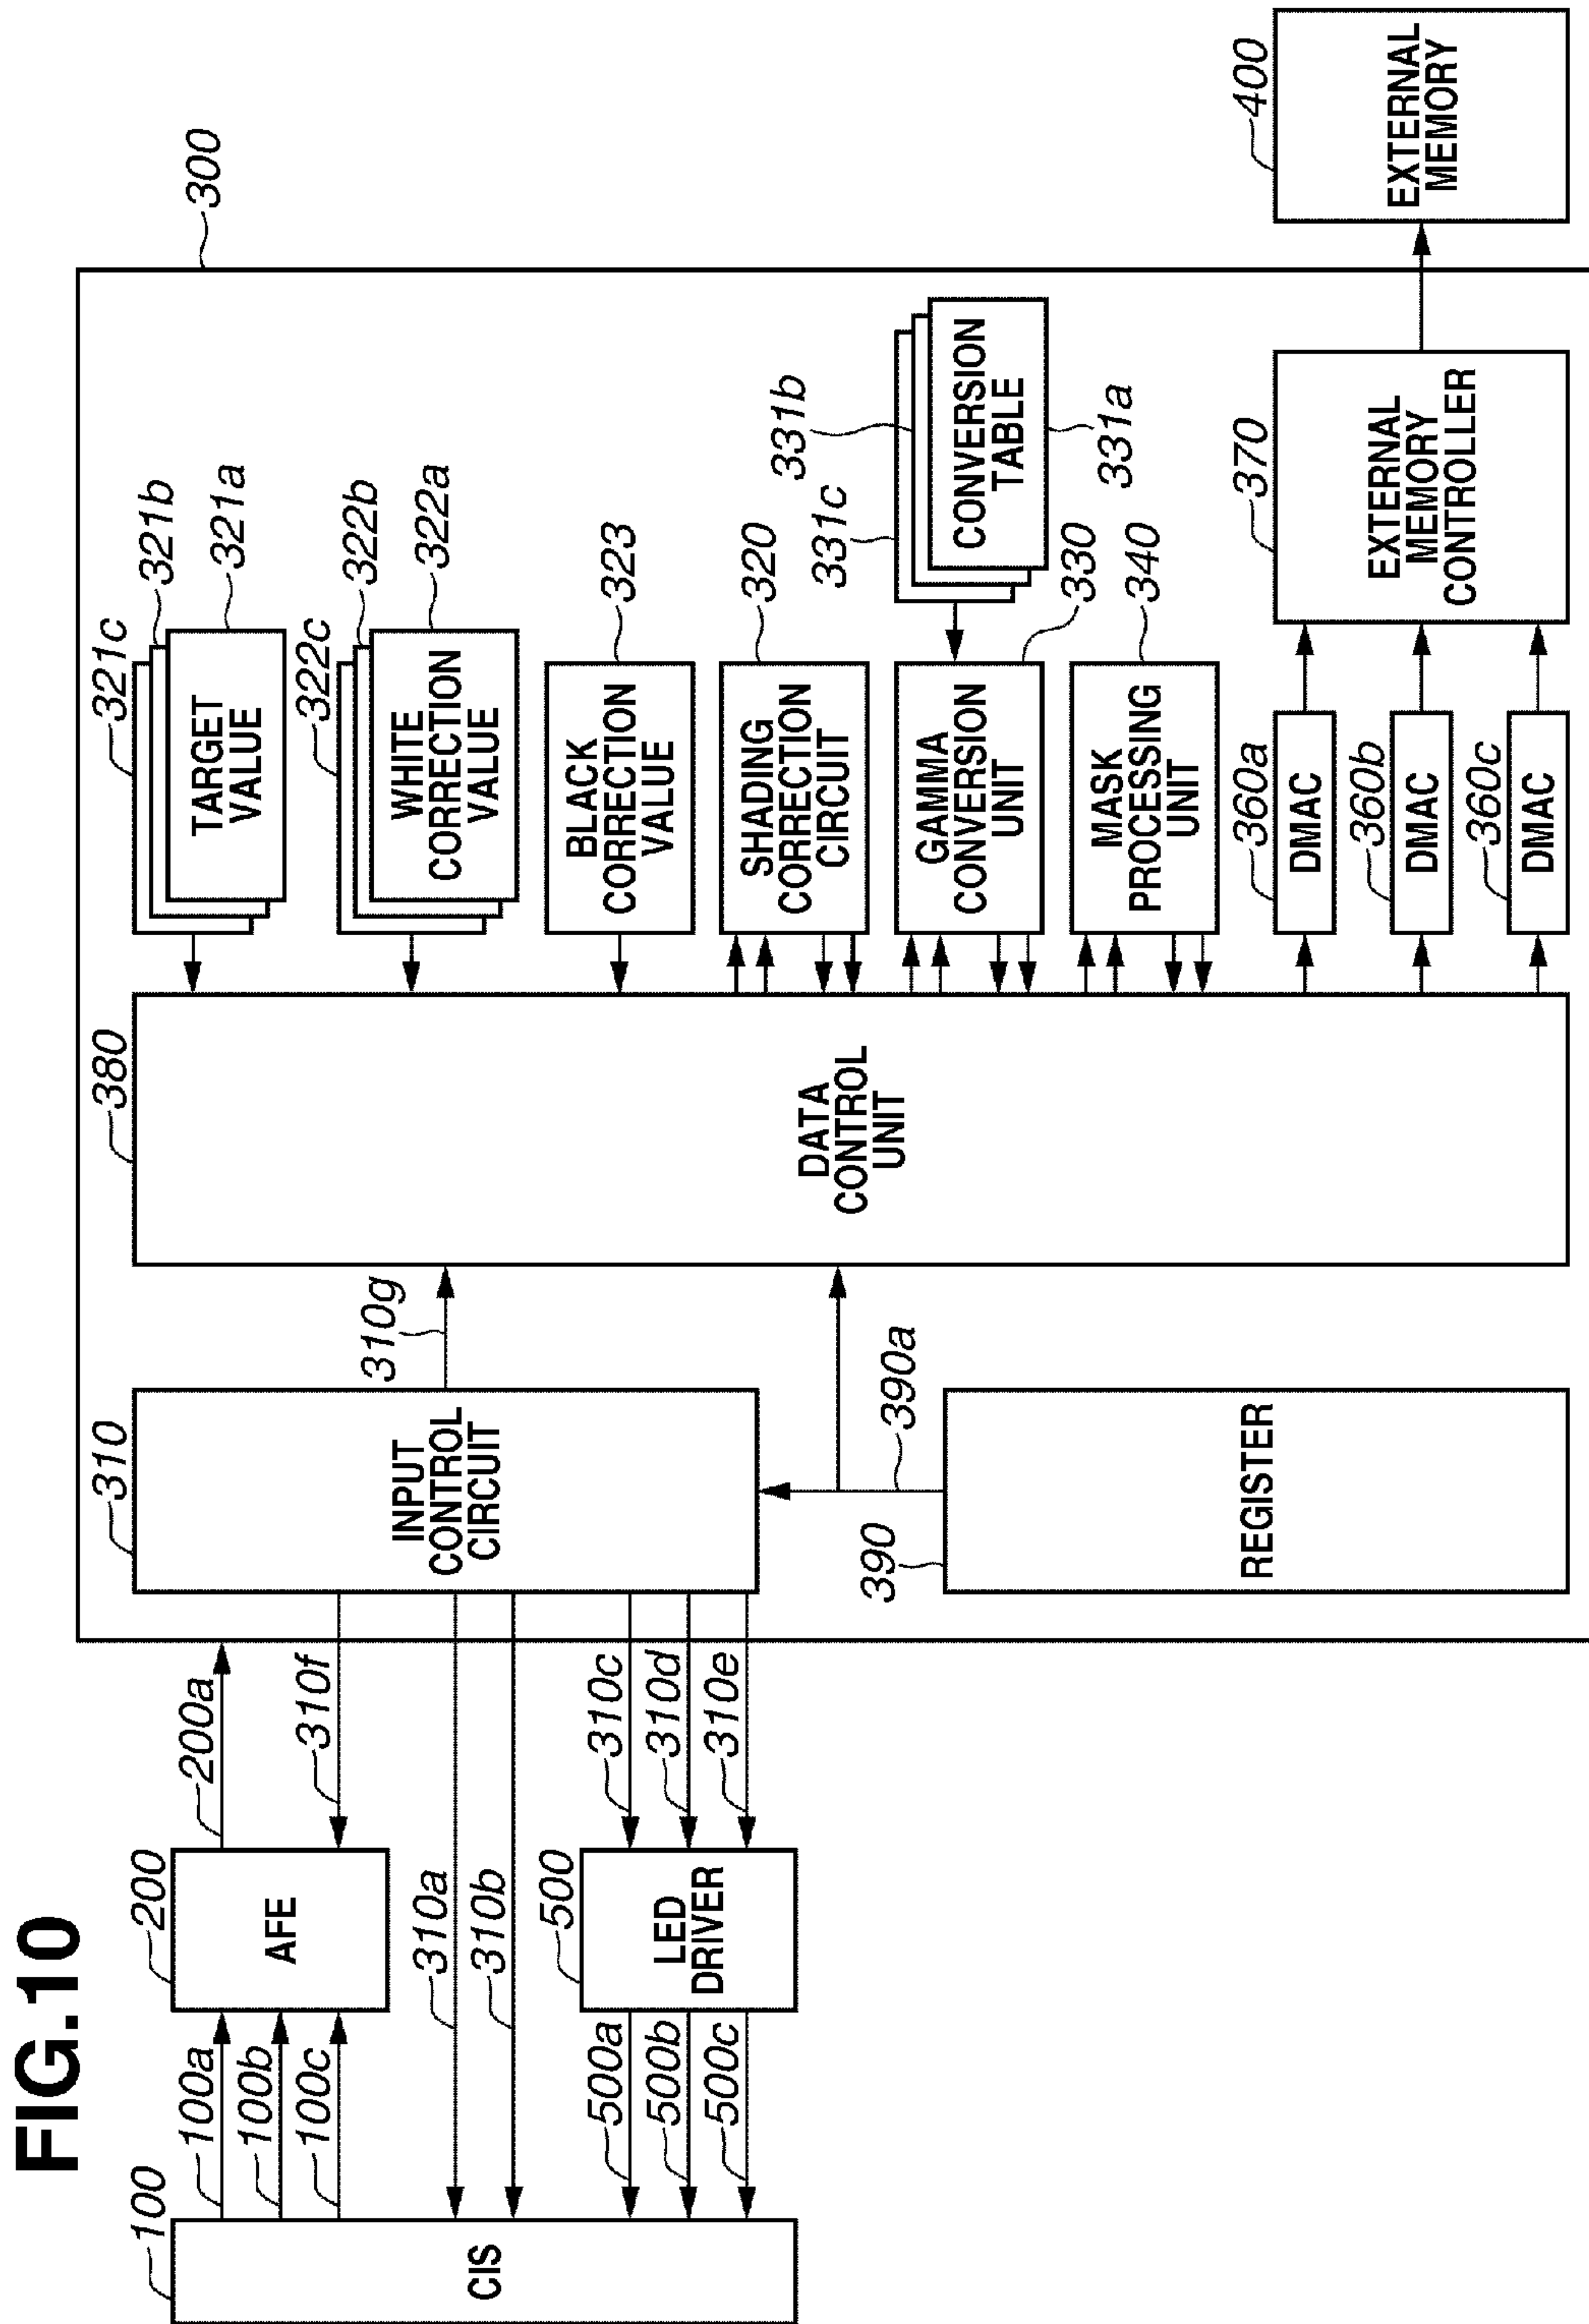 FIG.10
100
CIS
100a
100b
100c
200
AFE
200a
310f
310a
310b
500
LED
DRIVER
500a
500b
500c
310c
310d
310e
300
310
INPUT
CONTROL
CIRCUIT
310g
390
REGISTER
390a
380
DATA
CONTROL
UNIT
321c
321b
321a
TARGET
VALUE
322c
322b
322a
WHITE
CORRECTION
VALUE
323
BLACK
CORRECTION
VALUE
320
SHADING
CORRECTION
CIRCUIT
331c
331b
331a
CONVERSION
TABLE
330
GAMMA
CONVERSION
UNIT
340
MASK
PROCESSING
UNIT
360a
DMAC
360b
DMAC
360c
DMAC
370
EXTERNAL
MEMORY
CONTROLLER
400
EXTERNAL
MEMORY